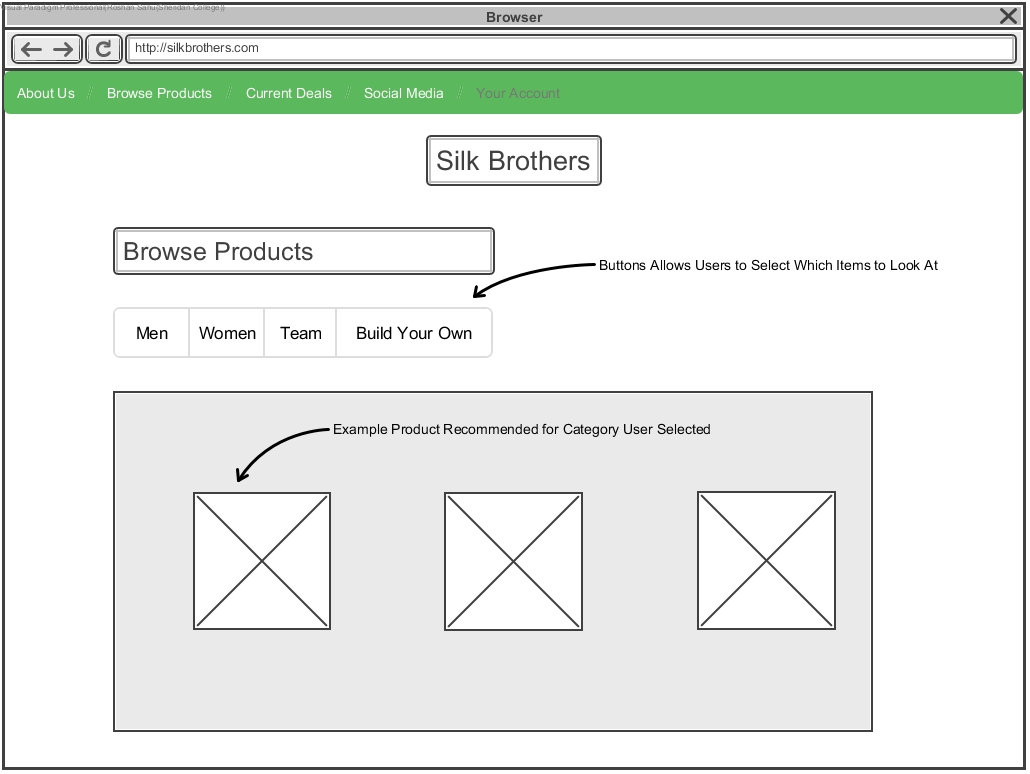 Visual Paradigm Professional(Roshan Sahu(Sheridan College))
Browser
http://silkbrothers.com
About Us // Browse Products // Current Deals // Social Media // Your Account
Silk Brothers
Browse Products
Buttons Allows Users to Select Which Items to Look At
Men Women Team Build Your Own
Example Product Recommended for Category User Selected